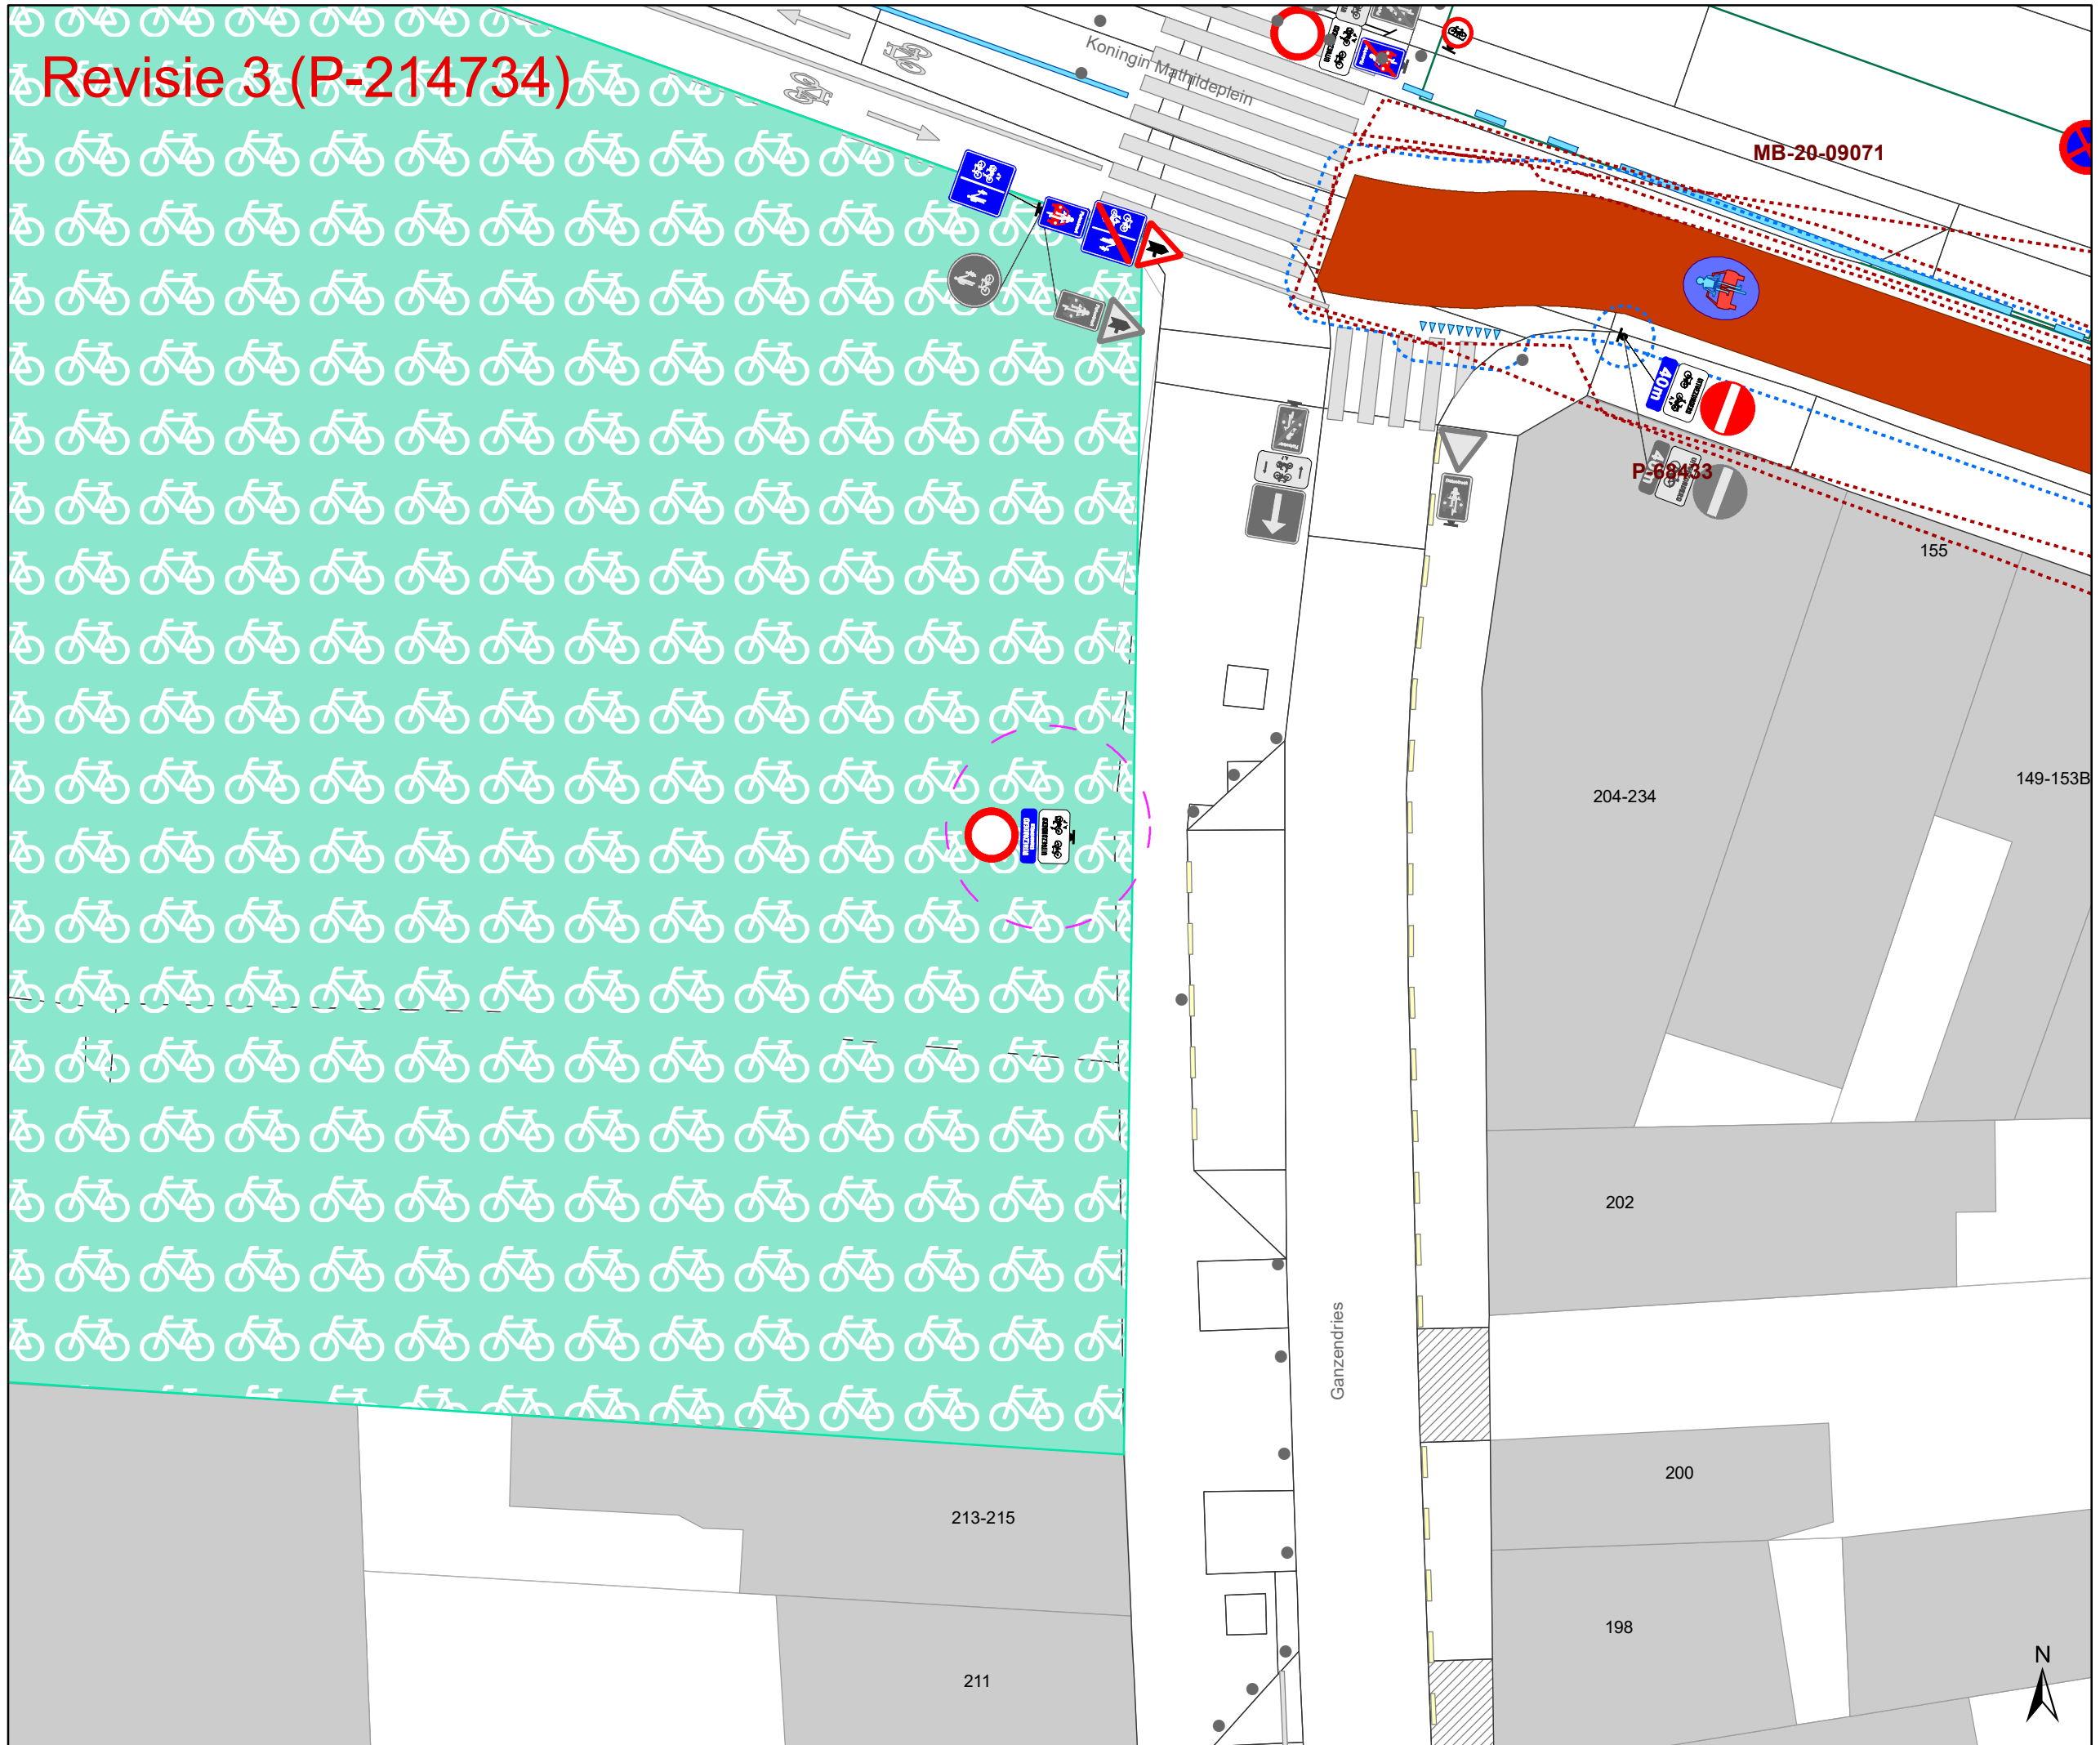 Revisie 3 (P-214734)
Koningin Mathildeplein
MB-20-09071
40m
UITGEZONDERD
P-68433
155
204-234
149-153B
202
Ganzendries
200
213-215
198
211
N